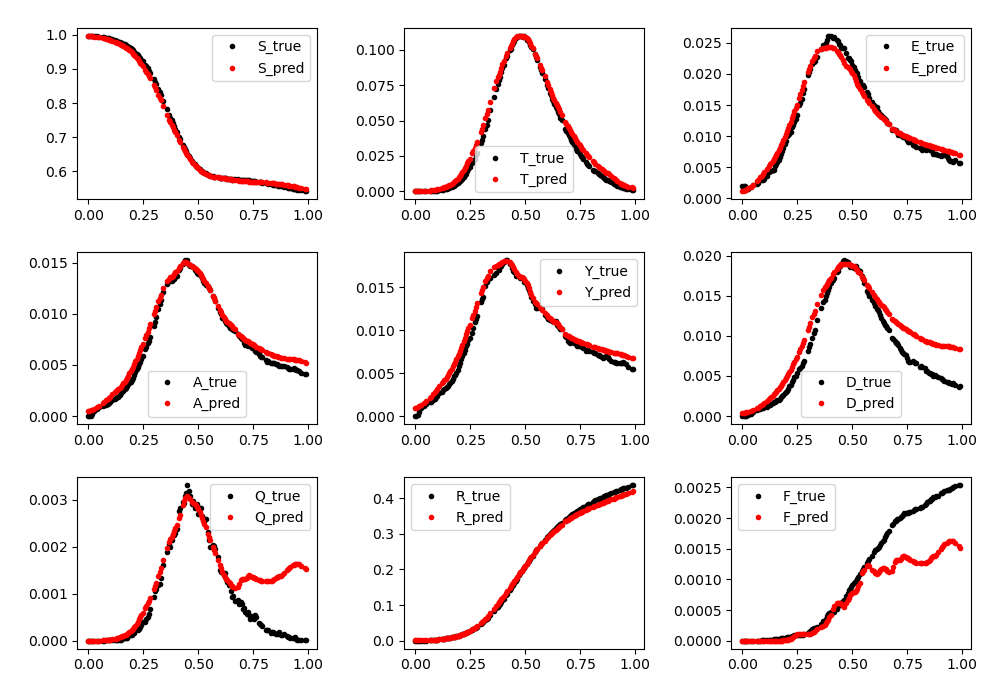 1.0
0.9
0.8
0.7
0.6
S_true
S_pred
0.00 0.25 0.50 0.75 1.00
0.100
0.075
0.050
0.025
0.000
T_true
T_pred
0.00 0.25 0.50 0.75 1.00
0.025
0.020
0.015
0.010
0.005
0.000
E_true
E_pred
0.00 0.25 0.50 0.75 1.00
0.015
0.010
0.005
0.000
A_true
A_pred
0.00 0.25 0.50 0.75 1.00
0.015
0.010
0.005
0.000
Y_true
Y_pred
0.00 0.25 0.50 0.75 1.00
0.020
0.015
0.010
0.005
0.000
D_true
D_pred
0.00 0.25 0.50 0.75 1.00
0.003
0.002
0.001
0.000
Q_true
Q_pred
0.00 0.25 0.50 0.75 1.00
0.4
0.3
0.2
0.1
0.0
R_true
R_pred
0.00 0.25 0.50 0.75 1.00
0.0025
0.0020
0.0015
0.0010
0.0005
0.0000
F_true
F_pred
0.00 0.25 0.50 0.75 1.00